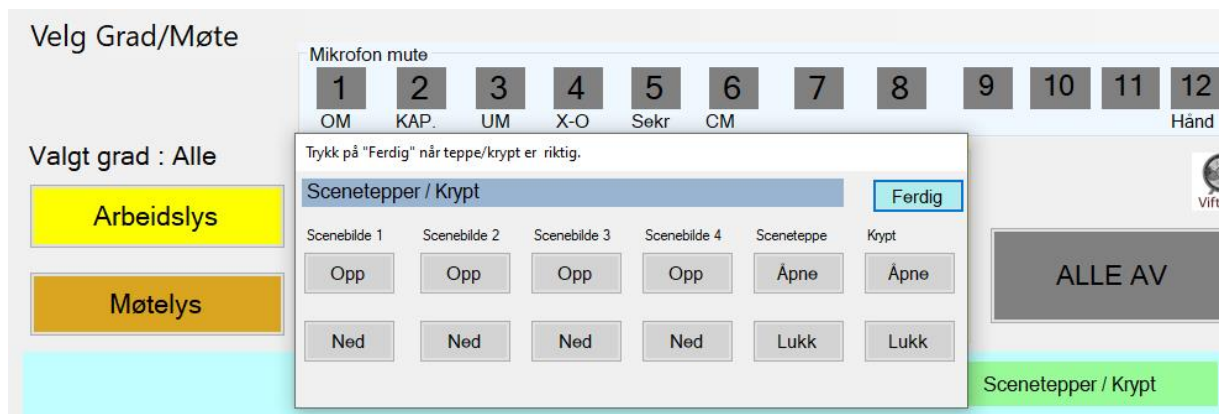 Velg Grad/Møte
Mikrofon mute
1 2 3 4 5 6 7 8 9 10 11 12
OM KAP. UM X-O Sekr CM Hånd
Valgt grad : Alle
Trykk på "Ferdig" når teppe/krypt er riktig.
Scenetepper / Krypt
Ferdig
Arbeidslys
Scenebilde 1 Scenebilde 2 Scenebilde 3 Scenebilde 4 Sceneteppe Krypt
Opp Opp Opp Opp Åpne Åpne
ALLE AV
Møtelys
Ned Ned Ned Ned Lukk Lukk
Scenetepper / Krypt